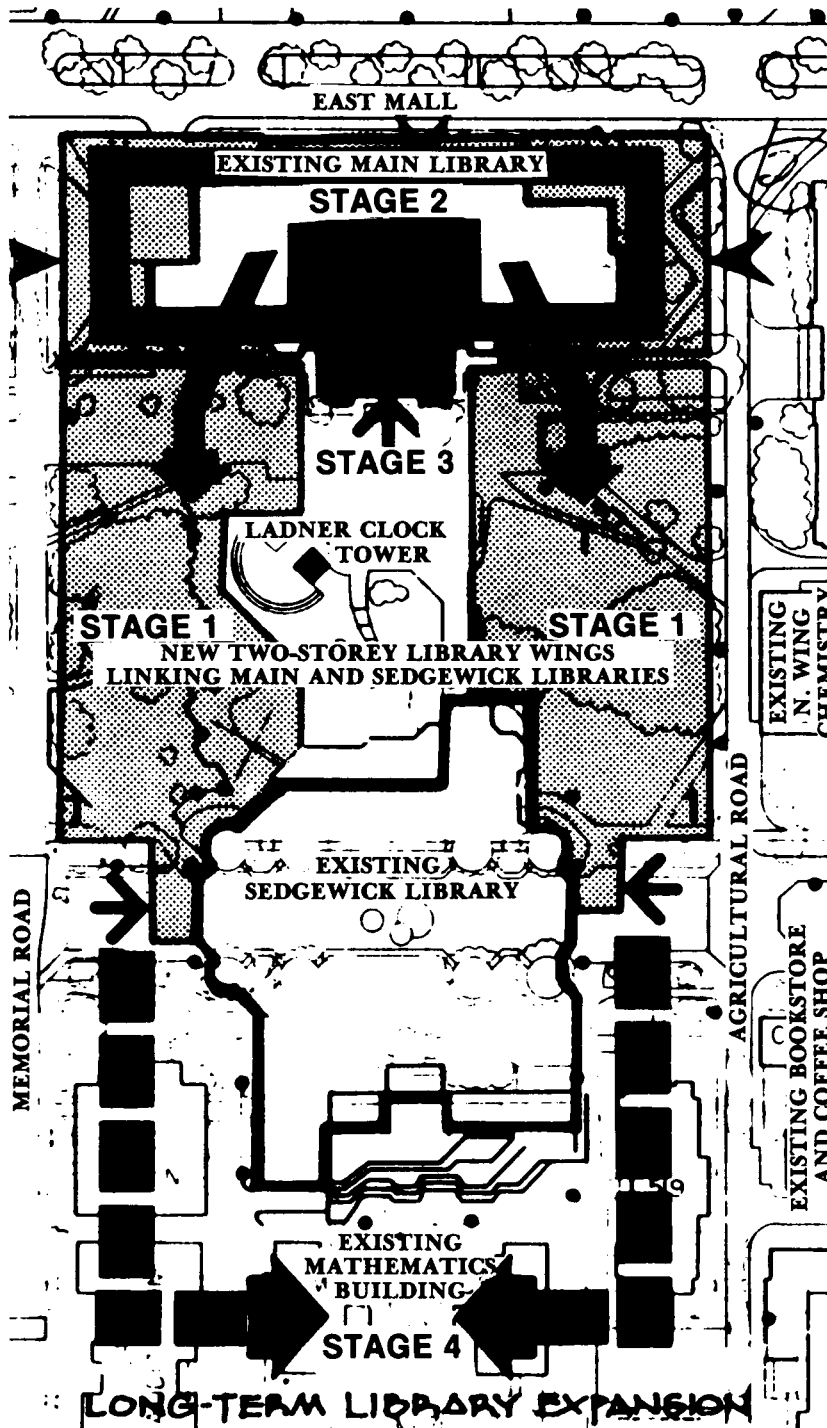 EAST MALL
EXISTING MAIN LIBRARY
STAGE 2
STAGE 3
LADNER CLOCK
TOWER
STAGE 1
STAGE 1
NEW TWO-STOREY LIBRARY WINGS
LINKING MAIN AND SEDGEWICK LIBRARIES
EXISTING
N. WING
CHEMISTRY
EXISTING
SEDGEWICK LIBRARY
MEMORIAL ROAD
AGRICULTURAL ROAD
EXISTING BOOKSTORE
AND COFFEE SHOP
EXISTING
MATHEMATICS
BUILDING
STAGE 4
LONG-TERM LIBRARY EXPANSION